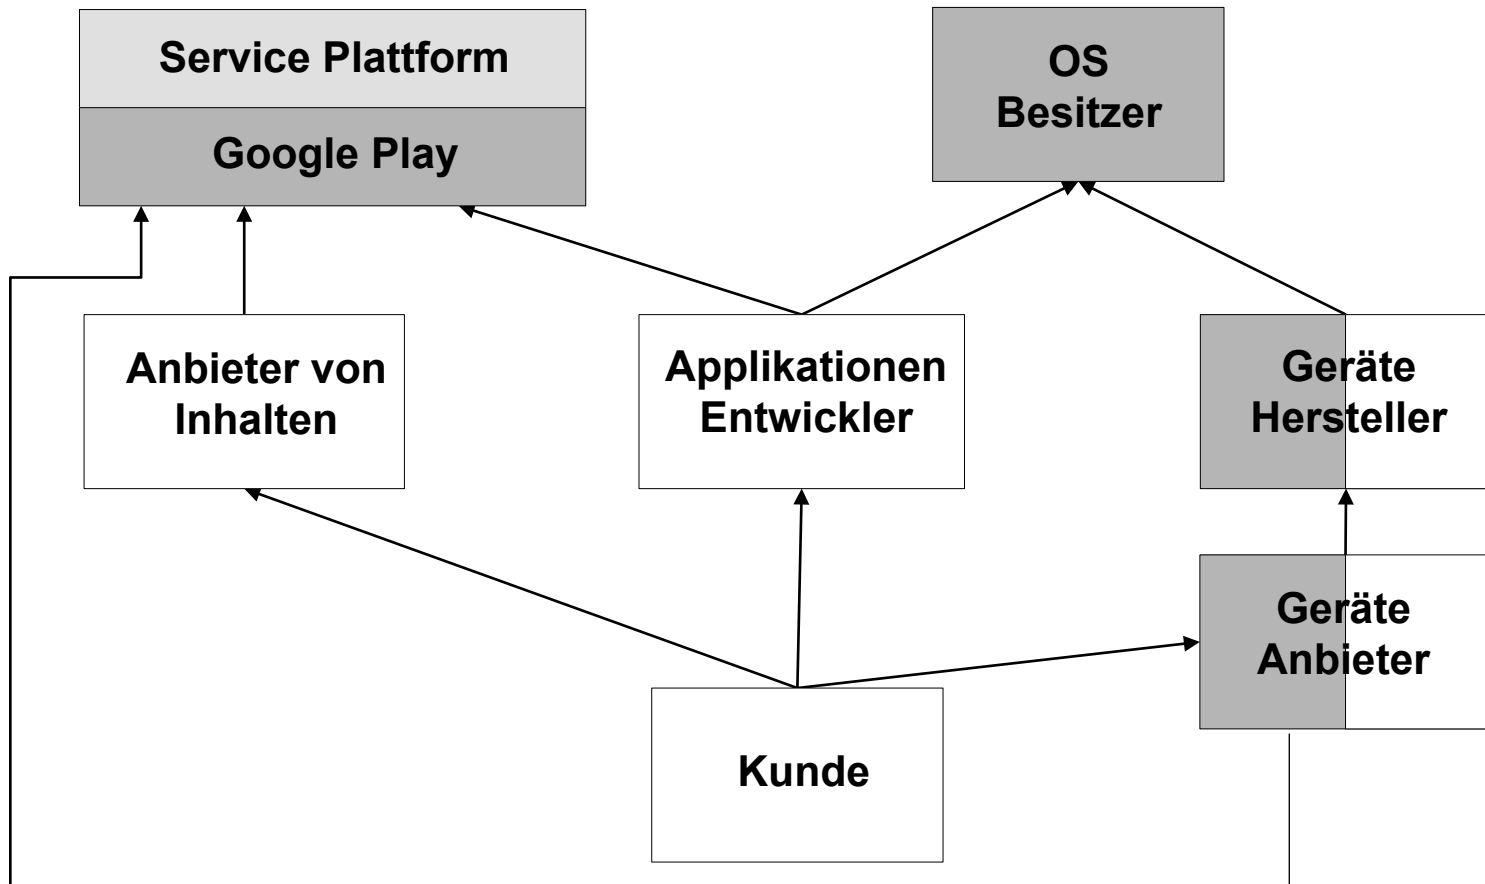 Service Plattform
Google Play
OS
Besitzer
Anbieter von
Inhalten
Applikationen
Entwickler
Geräte
Hersteller
Geräte
Anbieter
Kunde